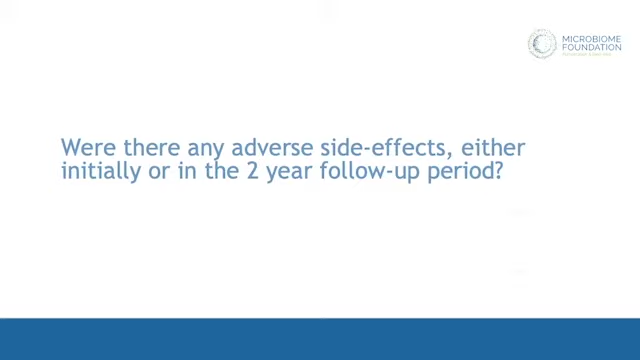 MICROBIOME
FOUNDATION
Were there any adverse side-effects, either
initially or in the 2 year follow-up period?